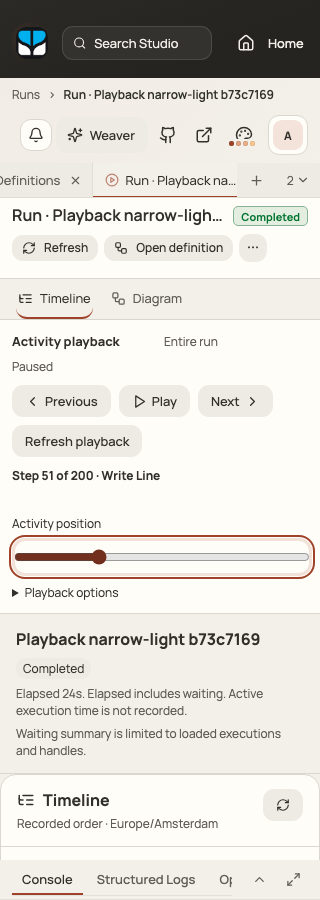 Search Studio
Home
Runs › Run · Playback narrow-light b73c7169
Weaver
A
Definitions
Run · Playback na...
2
Run · Playback narrow-ligh...
Completed
Refresh
Open definition
Timeline
Diagram
Activity playback
Entire run
Paused
Previous
Play
Next
Refresh playback
Step 51 of 200 · Write Line
Activity position
Playback options
Playback narrow-light b73c7169
Completed
Elapsed 24s. Elapsed includes waiting. Active
execution time is not recorded.
Waiting summary is limited to loaded executions
and handles.
Timeline
Recorded order · Europe/Amsterdam
Console
Structured Logs